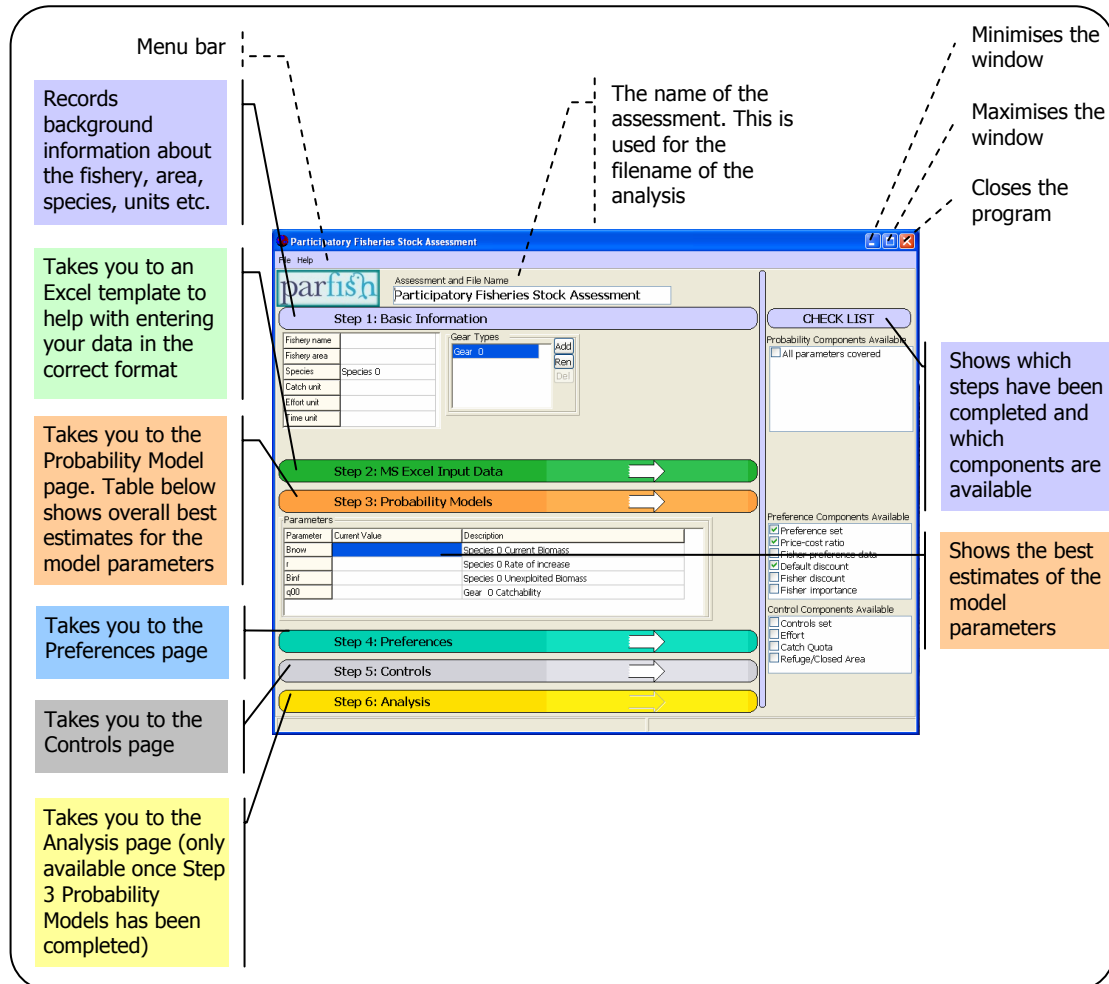 Menu bar
Records
background
information about
the fishery, area,
species, units etc.
Takes you to an
Excel template to
help with entering
your data in the
correct format
Takes you to the
Probability Model
page. Table below
shows overall best
estimates for the
model parameters
Takes you to the
Preferences page
Takes you to the
Controls page
Takes you to the
Analysis page (only
available once Step
3 Probability
Models has been
completed)
The name of the
assessment. This is
used for the
filename of the
analysis
Minimises the
window
Maximises the
window
Closes the
program
Participatory Fisheries Stock Assessment
File Help
parfish
Assessment and File Name
Participatory Fisheries Stock Assessment
Step 1: Basic Information
Fishery name
Fishery area
Species Species 0
Catch unit
Effort unit
Time unit
Gear Types
Gear 0
Add
Ren
Del
Step 2: MS Excel Input Data
Step 3: Probability Models
Parameters
Parameter Current Value Description
Bnow Species 0 Current Biomass
r Species 0 Rate of increase
Binf Species 0 Unexploited Biomass
q00 Gear 0 Catchability
Step 4: Preferences
Step 5: Controls
Step 6: Analysis
CHECK LIST
Probability Components Available
All parameters covered
Preference Components Available
Preference set
Price-cost ratio
Fisher preference data
Default discount
Fisher discount
Fisher importance
Control Components Available
Controls set
Effort
Catch Quota
Refuge/Closed Area
Shows which
steps have been
completed and
which
components are
available
Shows the best
estimates of the
model
parameters